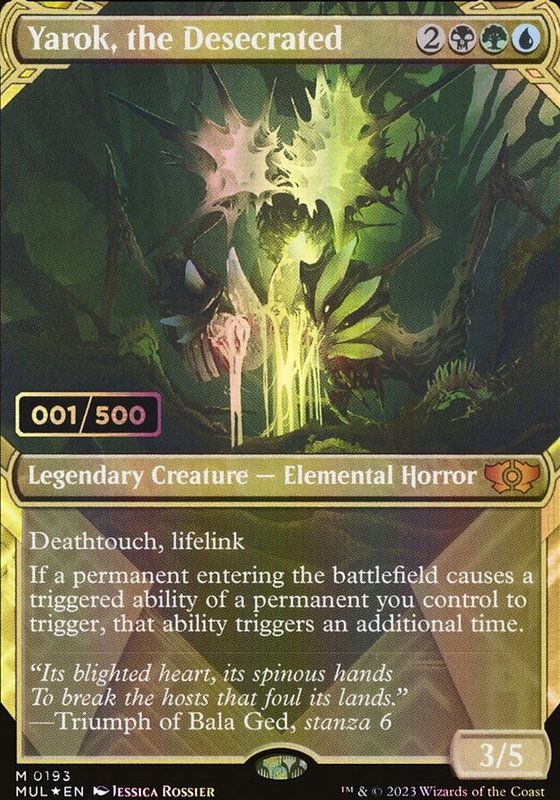 Yarok, the Desecrated 2
001/500
Legendary Creature — Elemental Horror
Deathtouch, lifelink
If a permanent entering the battlefield causes a
triggered ability of a permanent you control to
trigger, that ability triggers an additional time.
“Its blighted heart, its spinous hands
To break the hosts that foul its lands.”
—Triumph of Bala Ged, stanza 6
3/5
M 0193
MUL★EN Jessica Rossier ™ & © 2023 Wizards of the Coast